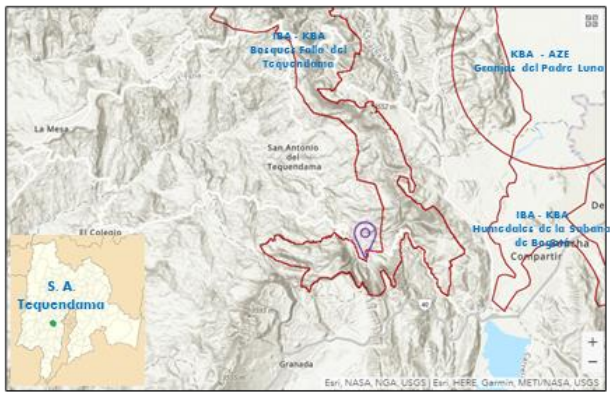 IBA - KBA
Bosques Falla del
Tequendama
KBA - AZE
Granjas del Padre Luna
La Mesa
San Antonio
del
Tequendama
El Colegio
IBA - KBA
Humedales de la Sabana
de Bogotá
Compartir
S. A.
Tequendama
40
Granada
+
−
Esri, NASA, NGA, USGS | Esri, HERE, Garmin, METI/NASA, USGS